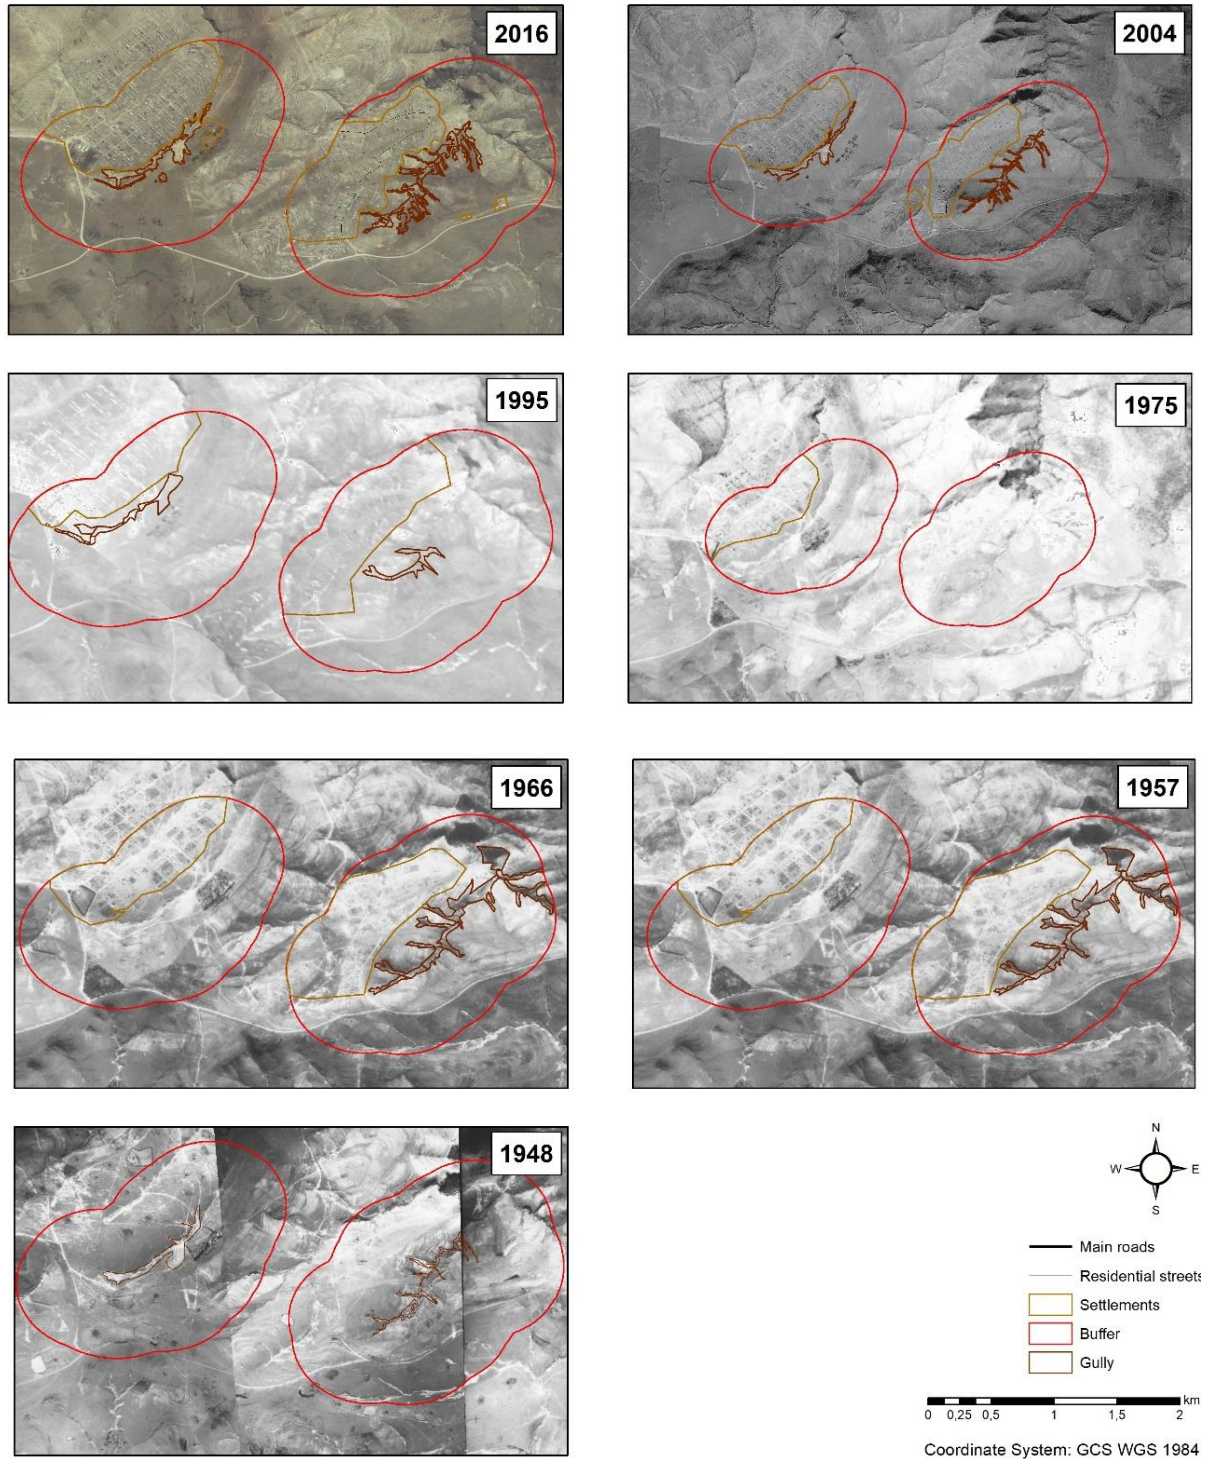 2016
2004
1995
1975
1966
1957
1948
N
W E
S
Main roads
Residential streets
Settlements
Buffer
Gully
km
0 0,25 0,5 1 1,5 2
Coordinate System: GCS WGS 1984